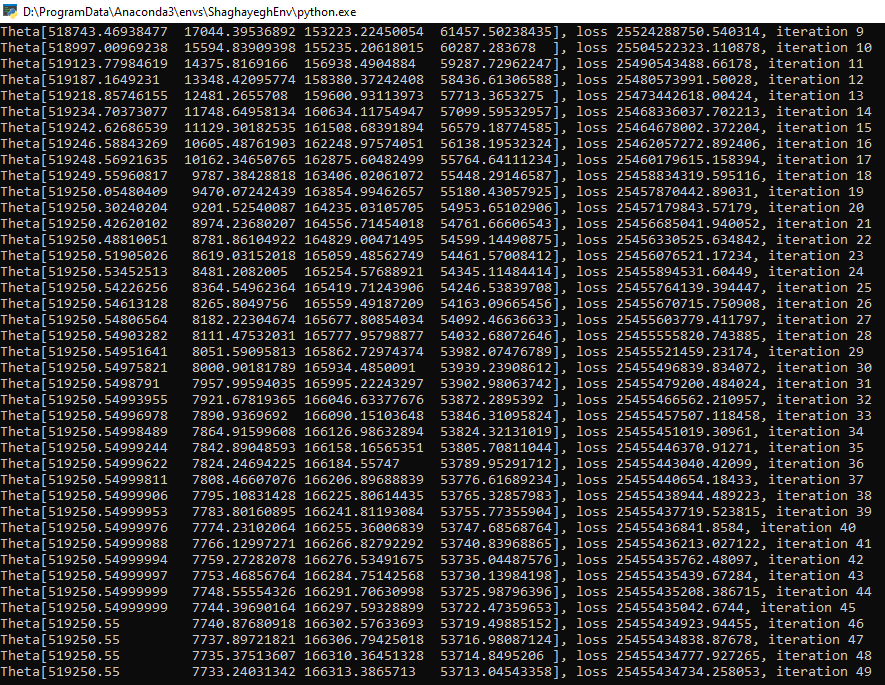 D:\ProgramData\Anaconda3\envs\ShaghayeghEnv\python.exe
Theta[518743.46938477  17044.39536892 153223.22450054  61457.50238435], loss 25524288750.540314, iteration 9
Theta[518997.00969238  15594.83909398 155235.20618015  60287.283678  ], loss 25504522323.110878, iteration 10
Theta[519123.77984619  14375.8169166  156938.4904884   59287.72962247], loss 25490543488.66178, iteration 11
Theta[519187.1649231   13348.42095774 158380.37242408  58436.61306588], loss 25480573991.50028, iteration 12
Theta[519218.85746155  12481.2655708  159600.93113973  57713.3653275 ], loss 25473442618.00424, iteration 13
Theta[519234.70373077  11748.64958134 160634.11754947  57099.59532957], loss 25468336037.702213, iteration 14
Theta[519242.62686539  11129.30182535 161508.68391894  56579.18774585], loss 25464678002.372204, iteration 15
Theta[519246.58843269  10605.48761903 162248.97574051  56138.19532324], loss 25462057272.892406, iteration 16
Theta[519248.56921635  10162.34650765 162875.60482499  55764.64111234], loss 25460179615.158394, iteration 17
Theta[519249.55960817   9787.38428818 163406.02061072  55448.29146587], loss 25458834319.595116, iteration 18
Theta[519250.05480409   9470.07242439 163854.99462657  55180.43057925], loss 25457870442.89031, iteration 19
Theta[519250.30240204   9201.52540087 164235.03105705  54953.65102906], loss 25457179843.57179, iteration 20
Theta[519250.42620102   8974.23680207 164556.71454018  54761.66606543], loss 25456685041.940052, iteration 21
Theta[519250.48810051   8781.86104922 164829.00471495  54599.14490875], loss 25456330525.634842, iteration 22
Theta[519250.51905026   8619.03152018 165059.48562749  54461.57008412], loss 25456076521.17234, iteration 23
Theta[519250.53452513   8481.2082005  165254.57688921  54345.11484414], loss 25455894531.60449, iteration 24
Theta[519250.54226256   8364.54962364 165419.71243906  54246.53839708], loss 25455764139.394447, iteration 25
Theta[519250.54613128   8265.8049756  165559.49187209  54163.09665456], loss 25455670715.750908, iteration 26
Theta[519250.54806564   8182.22304674 165677.80854034  54092.46636633], loss 25455603779.411797, iteration 27
Theta[519250.54903282   8111.47532031 165777.95798877  54032.68072646], loss 25455555820.743885, iteration 28
Theta[519250.54951641   8051.59095813 165862.72974374  53982.07476789], loss 25455521459.23174, iteration 29
Theta[519250.54975821   8000.90181789 165934.4850091   53939.23908612], loss 25455496839.834072, iteration 30
Theta[519250.5498791    7957.99594035 165995.22243297  53902.98063742], loss 25455479200.484024, iteration 31
Theta[519250.54993955   7921.67819365 166046.63377676  53872.2895392 ], loss 25455466562.210957, iteration 32
Theta[519250.54996978   7890.9369692  166090.15103648  53846.31095824], loss 25455457507.118458, iteration 33
Theta[519250.54998489   7864.91599608 166126.98632894  53824.32131019], loss 25455451019.30961, iteration 34
Theta[519250.54999244   7842.89048593 166158.16565351  53805.70811044], loss 25455446370.91271, iteration 35
Theta[519250.54999622   7824.24694225 166184.55747     53789.95291712], loss 25455443040.42099, iteration 36
Theta[519250.54999811   7808.46607076 166206.89688839  53776.61689234], loss 25455440654.18433, iteration 37
Theta[519250.54999906   7795.10831428 166225.80614435  53765.32857983], loss 25455438944.489223, iteration 38
Theta[519250.54999953   7783.80160895 166241.81193084  53755.77355904], loss 25455437719.523815, iteration 39
Theta[519250.54999976   7774.23102064 166255.36006839  53747.68568764], loss 25455436841.8584, iteration 40
Theta[519250.54999988   7766.12997271 166266.82792292  53740.83968865], loss 25455436213.027122, iteration 41
Theta[519250.54999994   7759.27282078 166276.53491675  53735.04487576], loss 25455435762.48097, iteration 42
Theta[519250.54999997   7753.46856764 166284.75142568  53730.13984198], loss 25455435439.67284, iteration 43
Theta[519250.54999999   7748.55554326 166291.70630998  53725.98796396], loss 25455435208.386715, iteration 44
Theta[519250.54999999   7744.39690164 166297.59328899  53722.47359653], loss 25455435042.6744, iteration 45
Theta[519250.55         7740.87680918 166302.57633693  53719.49885152], loss 25455434923.94455, iteration 46
Theta[519250.55         7737.89721821 166306.79425018  53716.98087124], loss 25455434838.87678, iteration 47
Theta[519250.55         7735.37513607 166310.36451328  53714.8495206 ], loss 25455434777.927265, iteration 48
Theta[519250.55         7733.24031342 166313.3865713   53713.04543358], loss 25455434734.258053, iteration 49